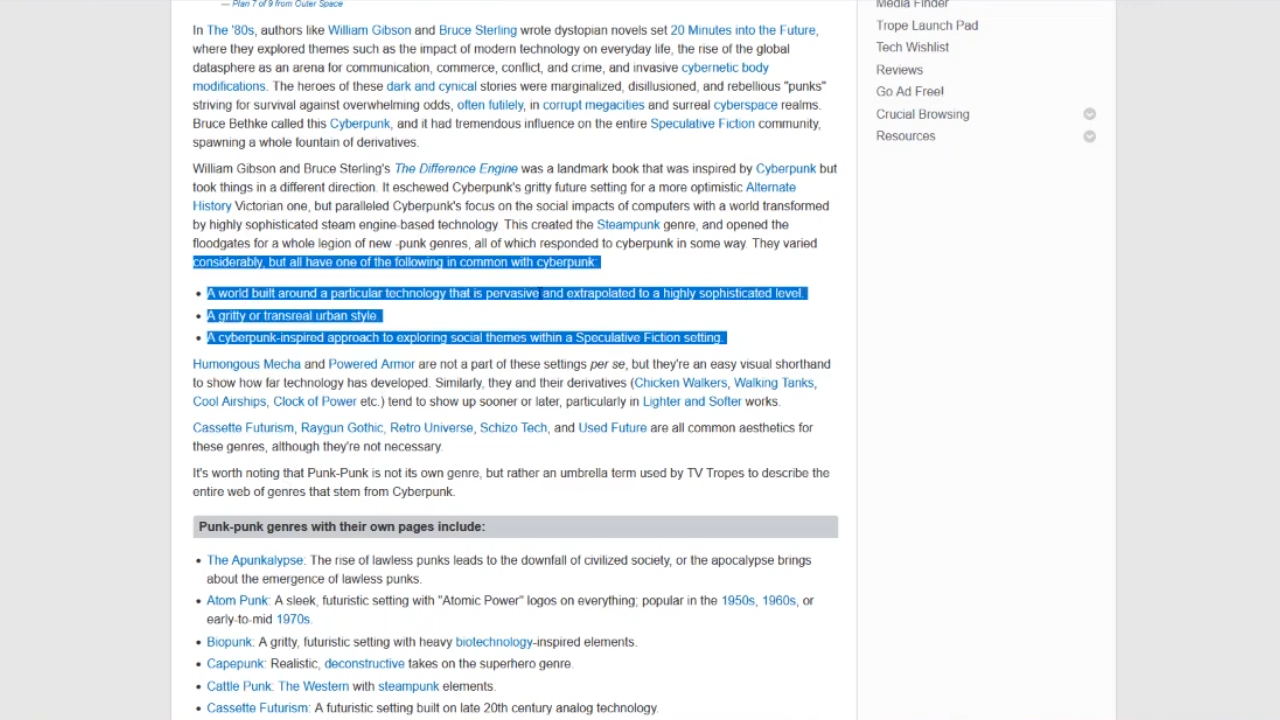 — Plan 7 of 9 from Outer Space
In The '80s, authors like William Gibson and Bruce Sterling wrote dystopian novels set 20 Minutes into the Future,
where they explored themes such as the impact of modern technology on everyday life, the rise of the global
datasphere as an arena for communication, commerce, conflict, and crime, and invasive cybernetic body
modifications. The heroes of these dark and cynical stories were marginalized, disillusioned, and rebellious "punks"
striving for survival against overwhelming odds, often futilely, in corrupt megacities and surreal cyberspace realms.
Bruce Bethke called this Cyberpunk, and it had tremendous influence on the entire Speculative Fiction community,
spawning a whole fountain of derivatives.
William Gibson and Bruce Sterling's The Difference Engine was a landmark book that was inspired by Cyberpunk but
took things in a different direction. It eschewed Cyberpunk's gritty future setting for a more optimistic Alternate
History Victorian one, but paralleled Cyberpunk's focus on the social impacts of computers with a world transformed
by highly sophisticated steam engine-based technology. This created the Steampunk genre, and opened the
floodgates for a whole legion of new -punk genres, all of which responded to cyberpunk in some way. They varied
considerably, but all have one of the following in common with cyberpunk:
• A world built around a particular technology that is pervasive and extrapolated to a highly sophisticated level.
• A gritty or transreal urban style.
• A cyberpunk-inspired approach to exploring social themes within a Speculative Fiction setting.
Humongous Mecha and Powered Armor are not a part of these settings per se, but they're an easy visual shorthand
to show how far technology has developed. Similarly, they and their derivatives (Chicken Walkers, Walking Tanks,
Cool Airships, Clock of Power etc.) tend to show up sooner or later, particularly in Lighter and Softer works.
Cassette Futurism, Raygun Gothic, Retro Universe, Schizo Tech, and Used Future are all common aesthetics for
these genres, although they're not necessary.
It's worth noting that Punk-Punk is not its own genre, but rather an umbrella term used by TV Tropes to describe the
entire web of genres that stem from Cyberpunk.
Punk-punk genres with their own pages include:
• The Apunkalypse: The rise of lawless punks leads to the downfall of civilized society, or the apocalypse brings
about the emergence of lawless punks.
• Atom Punk: A sleek, futuristic setting with "Atomic Power" logos on everything; popular in the 1950s, 1960s, or
early-to-mid 1970s.
• Biopunk: A gritty, futuristic setting with heavy biotechnology-inspired elements.
• Capepunk: Realistic, deconstructive takes on the superhero genre.
• Cattle Punk: The Western with steampunk elements.
• Cassette Futurism: A futuristic setting built on late 20th century analog technology.
Media Finder
Trope Launch Pad
Tech Wishlist
Reviews
Go Ad Free!
Crucial Browsing
Resources